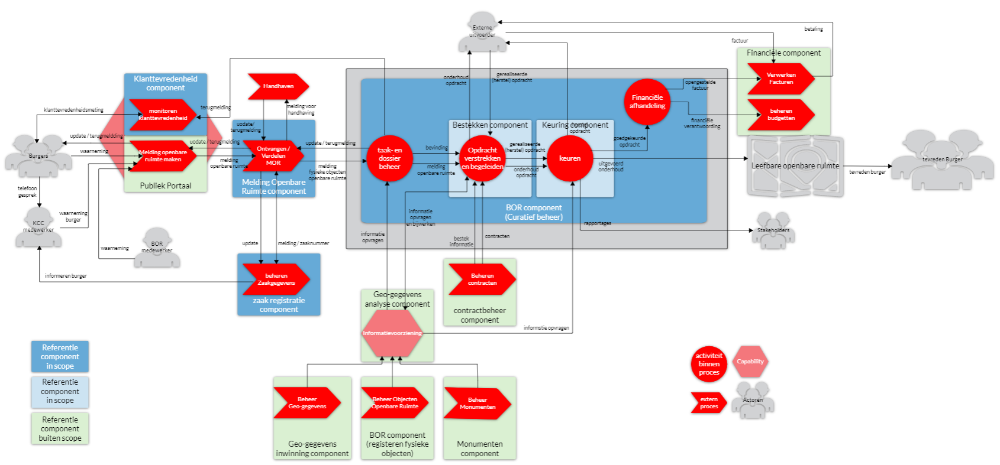 Externe
uitvoerder
betaling
factuur
Financiële component
Verwerken
Facturen
beheren
budgetten
opengestelde
factuur
financiële
verantwoording
Klanttevredenheid
component
monitoren
klanttevredenheid
klanttevredenheidsmeting
terugmelding
Handhaven
melding voor
handhaving
uodate/
terugmelding
onderhoud
opdracht
gerealiseerde
(herstel) opdracht
Financiële
afhandeling
Bestekken component
Keuring component
herstel
opdracht
goedgekeurde
opdracht
update / terugmeldding
waarneming
Burgers
Melding openbare
ruimte maken
uodate / terugmelding
melding
openbare ruimte
Publiek Portaal
Ontvangen /
Verdelen
MOR
Melding Openbare
Ruimte component
update / terugmelding
melding
fysieke objecten
openbare ruimte
taak- en
dossier
beheer
bevinding
melding
openbare ruimte
Opdracht
verstrekken
en begeleiden
gerealiseerde
(herstel) opdracht
onderhoud
opdracht
keuren
uitgevoerd
onderhoud
Leefbare openbare ruimte
tevreden burger
tevreden Burger
BOR component
(Curatief beheer)
rapportages
Stakeholders
telefoon
gesprek
KCC
medewerker
waarneming
burger
waarneming
BOR
medewerker
informeren burger
update
melding / zaaknummer
beheren
Zaakgegevens
zaak registratie
component
informatie
opvragen
informatie
opvragen
en bijwerken
bestek
informatie
contracten
Beheren
contracten
contractbeheer
component
Geo-gegevens
analyse component
Informatievoorziening
informstie opvragen
Beheer
Geo-gegevens
Geo-gegevens
inwinning component
Beheer Objecten
Openbare Ruimte
BOR component
(registeren fysieke
objecten)
Beheer
Monumenten
Monumenten
component
Referentie
component
in scope
Referentie
component
in scope
Referentie
component
buiten scope
activiteit
binnen
proces
Capability
extern
proces
Actoren